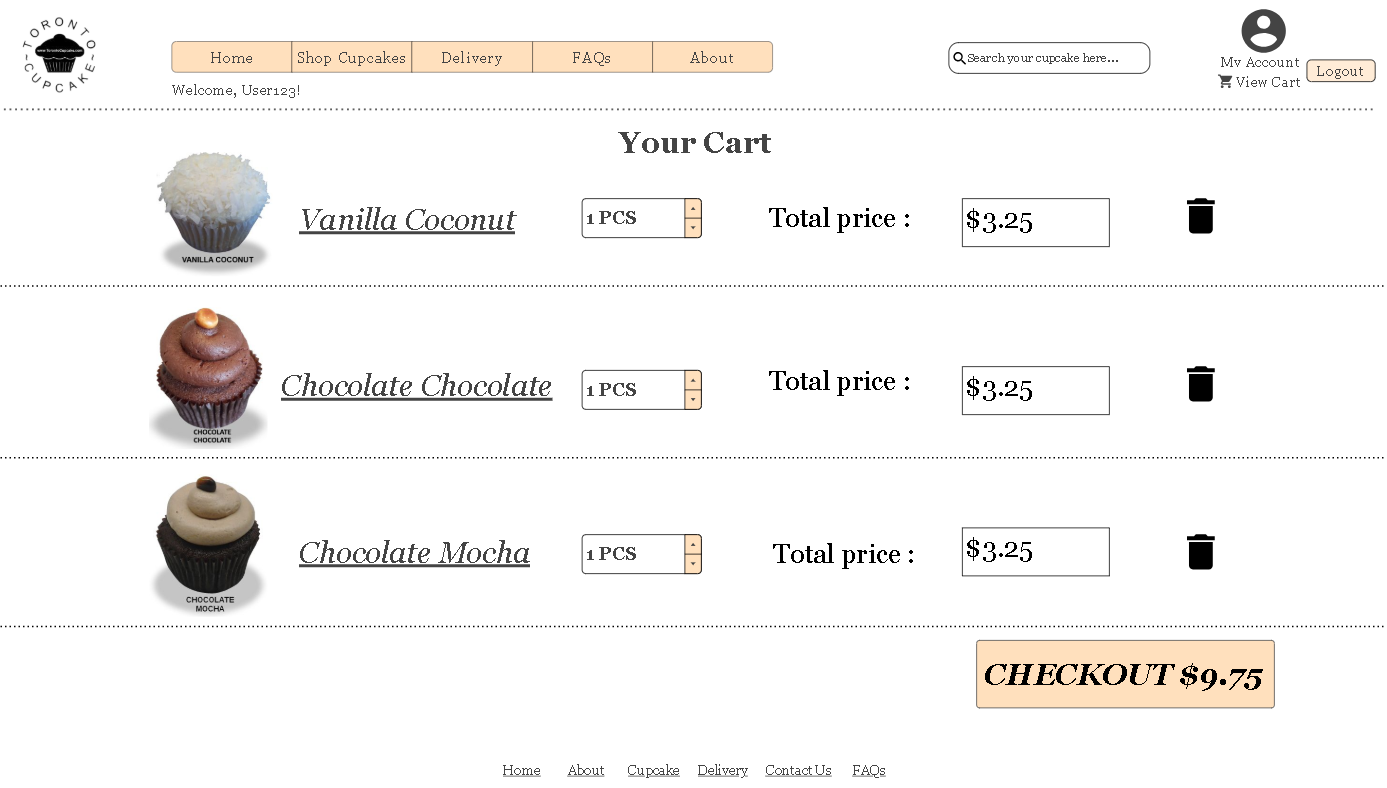 TORONTO
www.TorontoCupcake.com
CUPCAKE
Home Shop Cupcakes Delivery FAQs About
Search your cupcake here...
My Account
View Cart
Logout
Welcome, User123!
Your Cart
Vanilla Coconut 1 PCS Total price : $3.25
VANILLA COCONUT
Chocolate Chocolate 1 PCS Total price : $3.25
CHOCOLATE
CHOCOLATE
Chocolate Mocha 1 PCS Total price : $3.25
CHOCOLATE
MOCHA
CHECKOUT $9.75
Home About Cupcake Delivery Contact Us FAQs